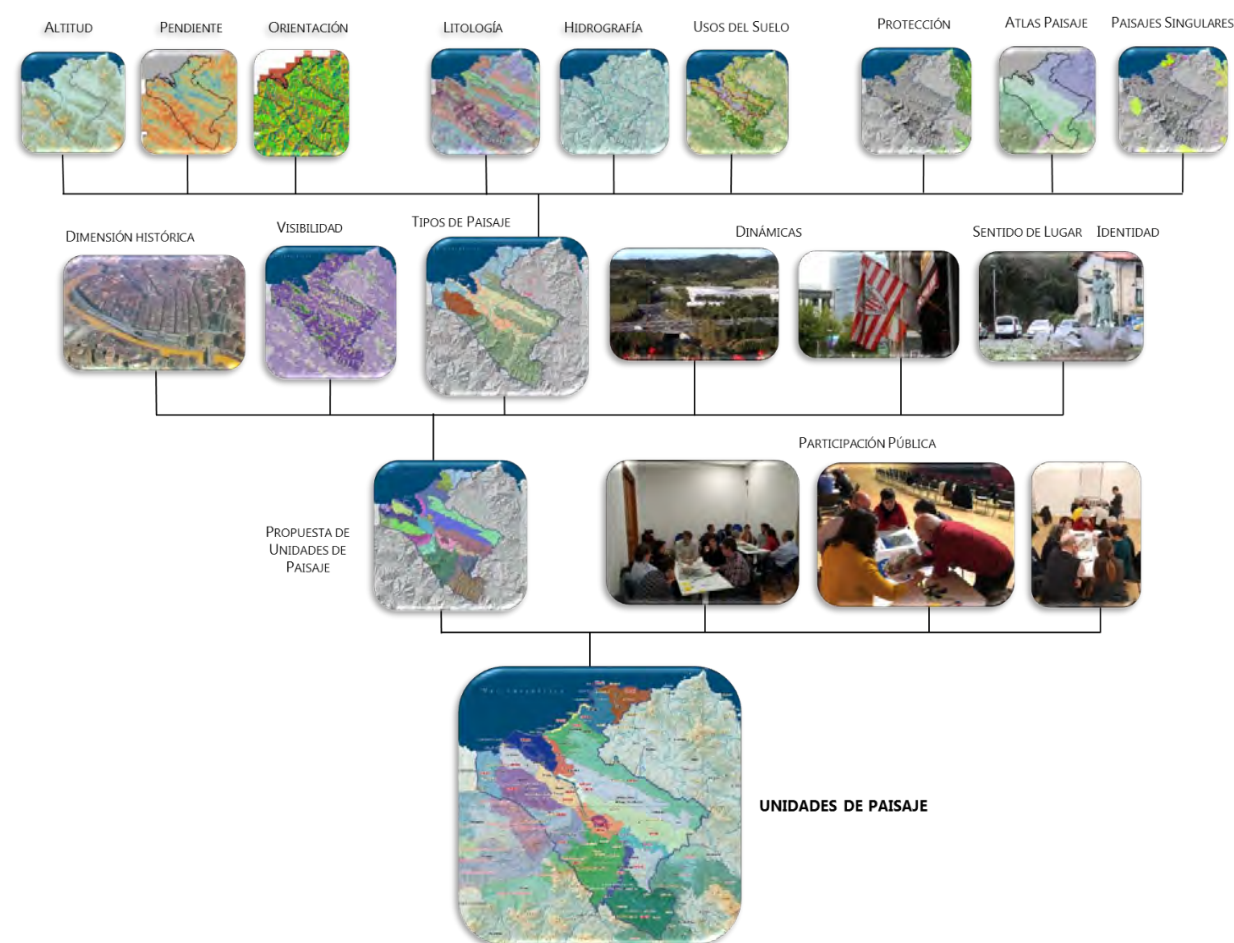 ALTITUD
PENDIENTE
ORIENTACIÓN
LITOLOGÍA
HIDROGRAFÍA
USOS DEL SUELO
PROTECCIÓN
ATLAS PAISAJE
PAISAJES SINGULARES
DIMENSIÓN HISTÓRICA
VISIBILIDAD
TIPOS DE PAISAJE
DINÁMICAS
SENTIDO DE LUGAR IDENTIDAD
PARTICIPACIÓN PÚBLICA
PROPUESTA DE
UNIDADES DE
PAISAJE
UNIDADES DE PAISAJE